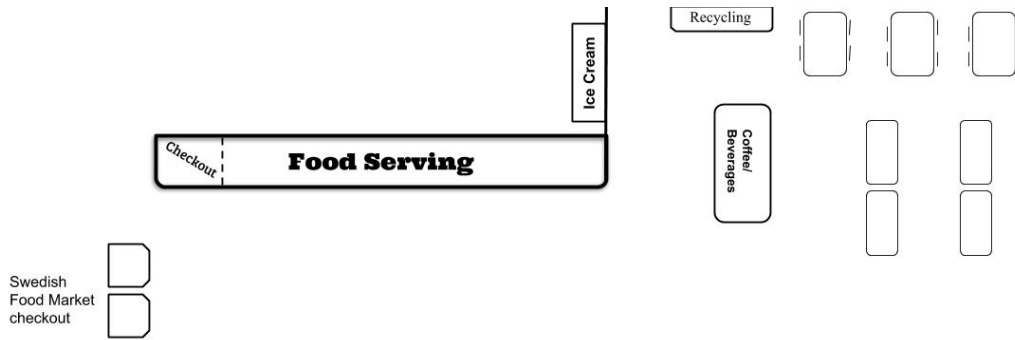 Recycling
Ice Cream
Checkout
Food Serving
Coffee/
Beverages
Swedish
Food Market
checkout